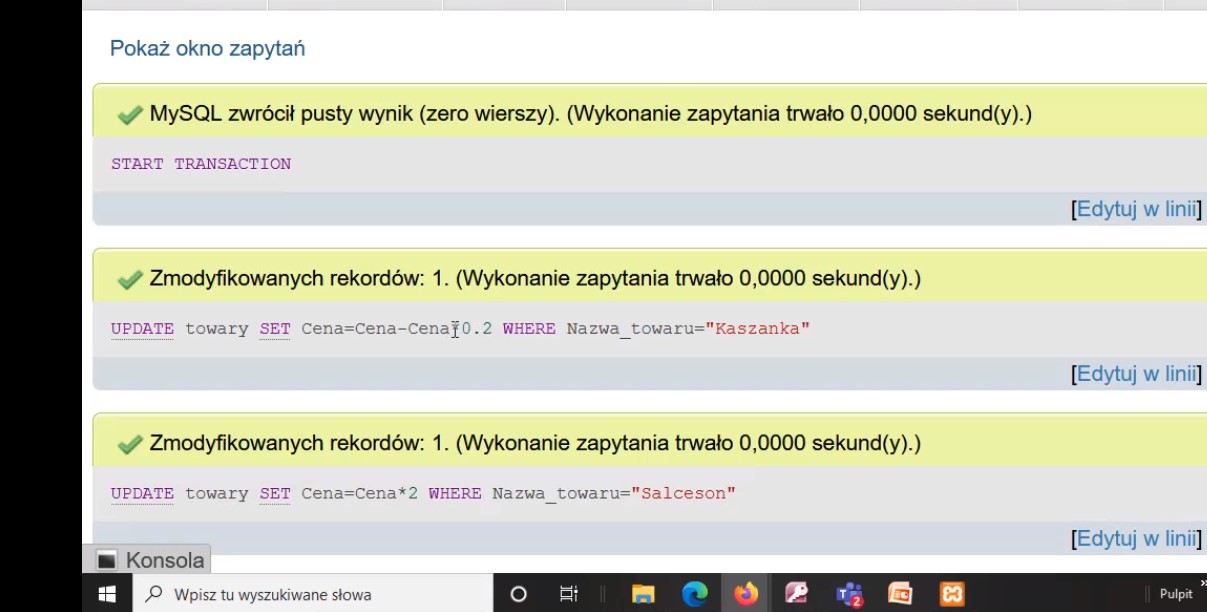 Pokaż okno zapytań
MySQL zwrócił pusty wynik (zero wierszy). (Wykonanie zapytania trwało 0,0000 sekund(y).)
START TRANSACTION
[Edytuj w linii]
Zmodyfikowanych rekordów: 1. (Wykonanie zapytania trwało 0,0000 sekund(y).)
UPDATE towary SET Cena=Cena-Cena*0.2 WHERE Nazwa_towaru="Kaszanka"
[Edytuj w linii]
Zmodyfikowanych rekordów: 1. (Wykonanie zapytania trwało 0,0000 sekund(y).)
UPDATE towary SET Cena=Cena*2 WHERE Nazwa_towaru="Salceson"
[Edytuj w linii]
Konsola
Wpisz tu wyszukiwane słowa
2
Pulpit